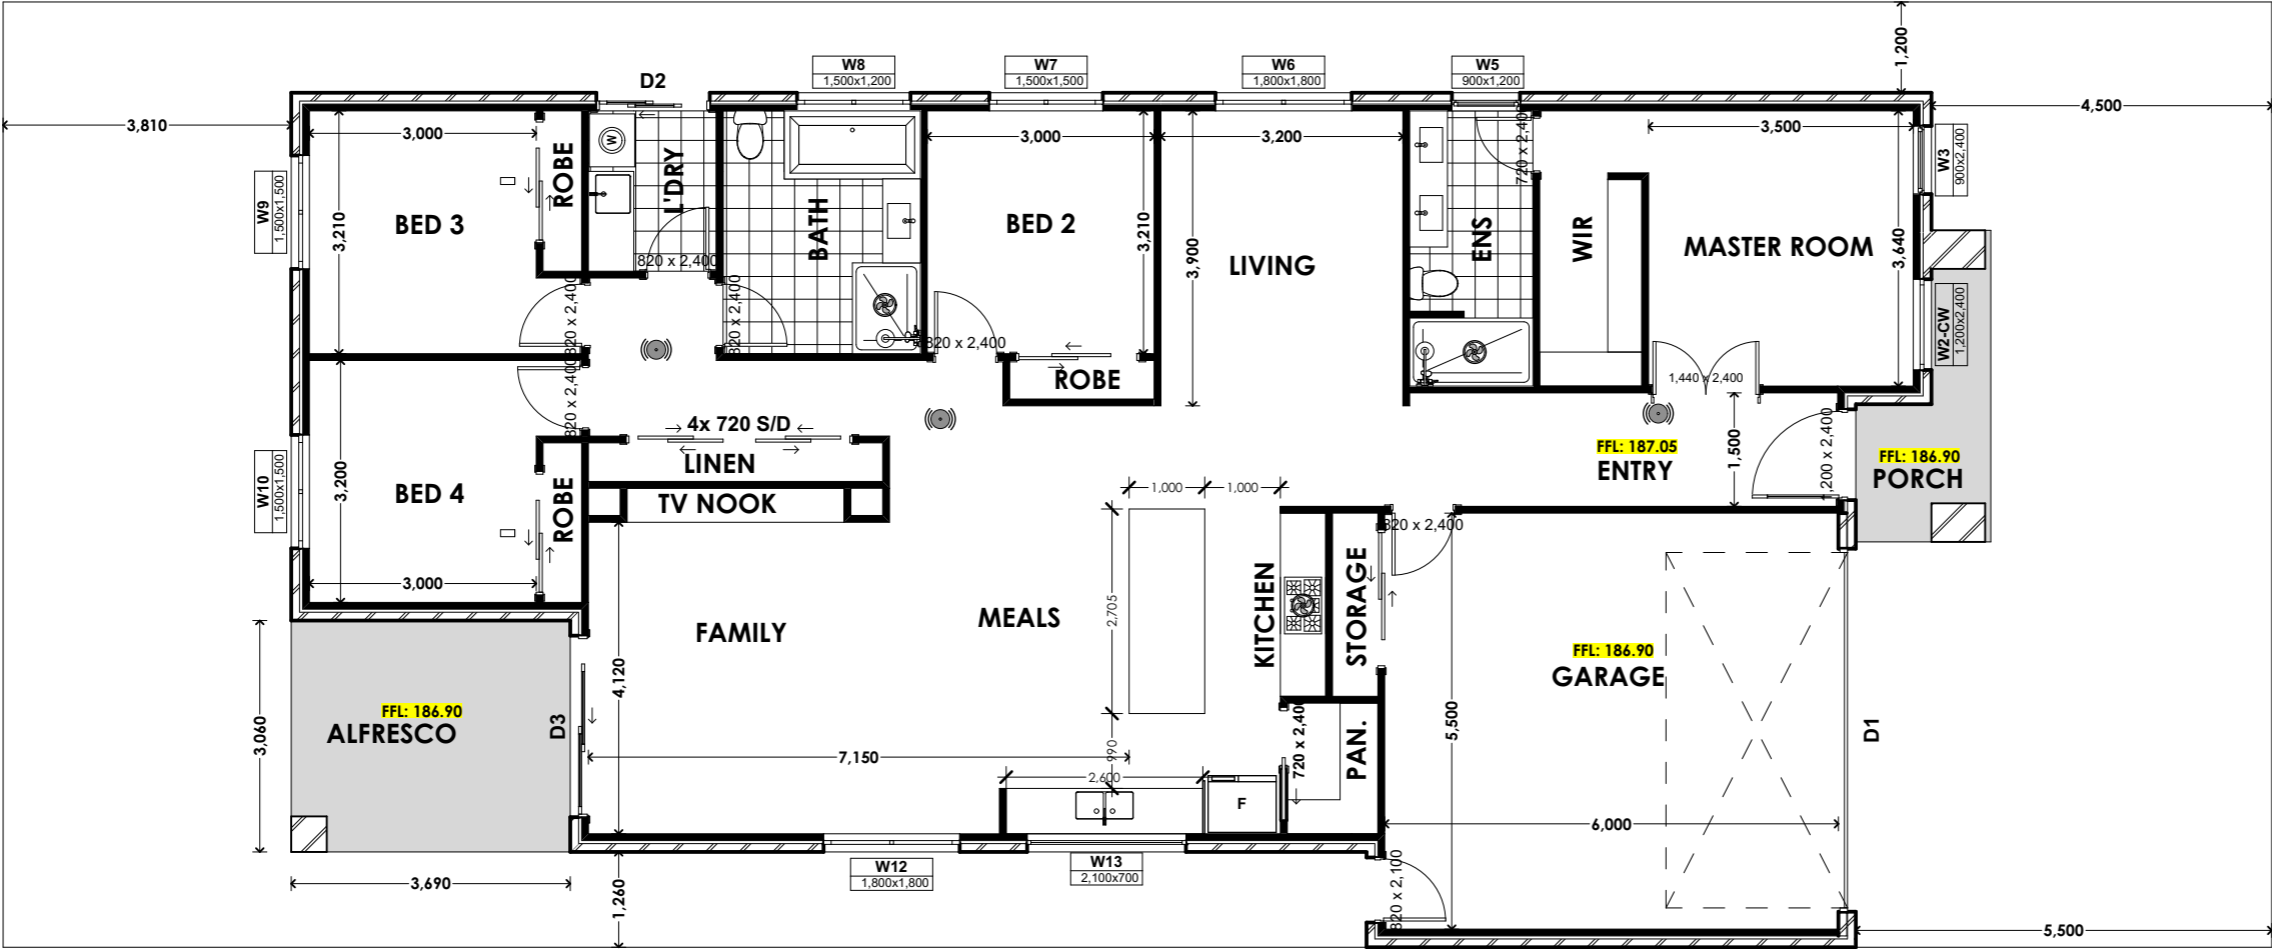 1,200
W8
1,500x1,200
W7
1,500x1,500
W6
1,800x1,800
W5
900x1,200
D2
3,810
4,500
3,000
ROBE
W
L'DRY
3,000
3,200
720 x 2,400
3,500
W3
900x2,400
W9
1,500x1,500
BED 3
3,210
BATH
BED 2
3,210
3,900
LIVING
ENS
WIR
MASTER ROOM
3,640
820 x 2,400
820 x 2,400
820 x 2,400
820 x 2,400
W2-CW
1,200x2,400
ROBE
1,440 x 2,400
820 x 2,400
4x 720 S/D
LINEN
TV NOOK
FFL: 187.05
ENTRY
1,500
,200 x 2,400
FFL: 186.90
PORCH
W10
1,500x1,500
3,200
BED 4
ROBE
3,000
1,000
1,000
820 x 2,400
2,705
KITCHEN
STORAGE
FAMILY
MEALS
4,120
FFL: 186.90
GARAGE
5,500
D1
3,060
FFL: 186.90
ALFRESCO
D3
7,150
990
2,600
720 x 2,400
PAN.
F
6,000
W12
1,800x1,800
W13
2,100x700
820 x 2,100
3,690
1,260
5,500